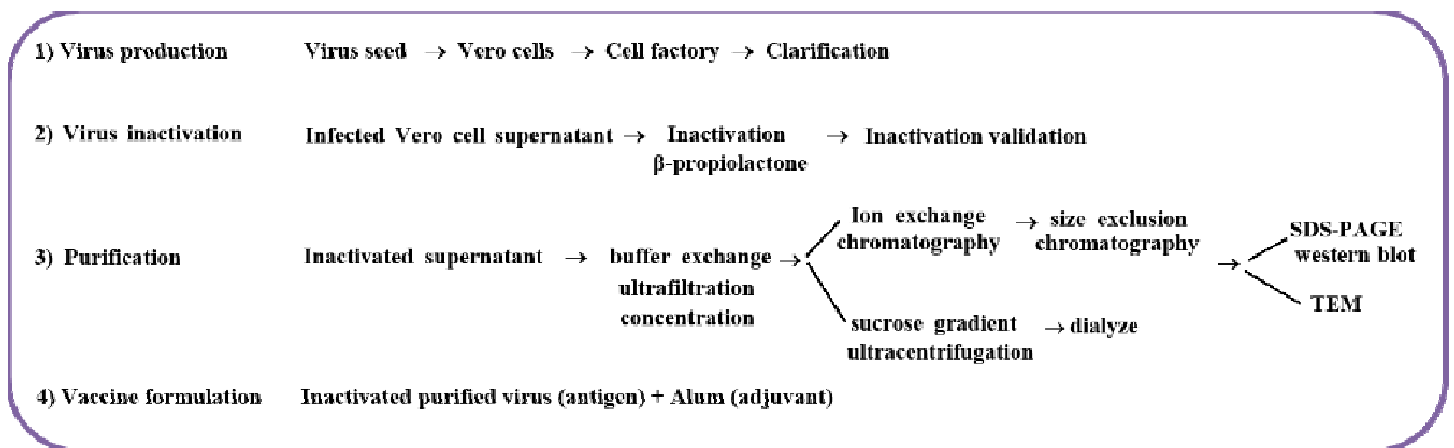 1) Virus production Virus seed → Vero cells → Cell factory → Clarification
2) Virus inactivation Infected Vero cell supernatant → Inactivation → Inactivation validation
β-propiolactone
Ion exchange → size exclusion
chromatography chromatography
SDS-PAGE
western blot
3) Purification Inactivated supernatant → buffer exchange → →
ultrafiltration
concentration
TEM
sucrose gradient → dialyze
ultracentrifugation
4) Vaccine formulation Inactivated purified virus (antigen) + Alum (adjuvant)